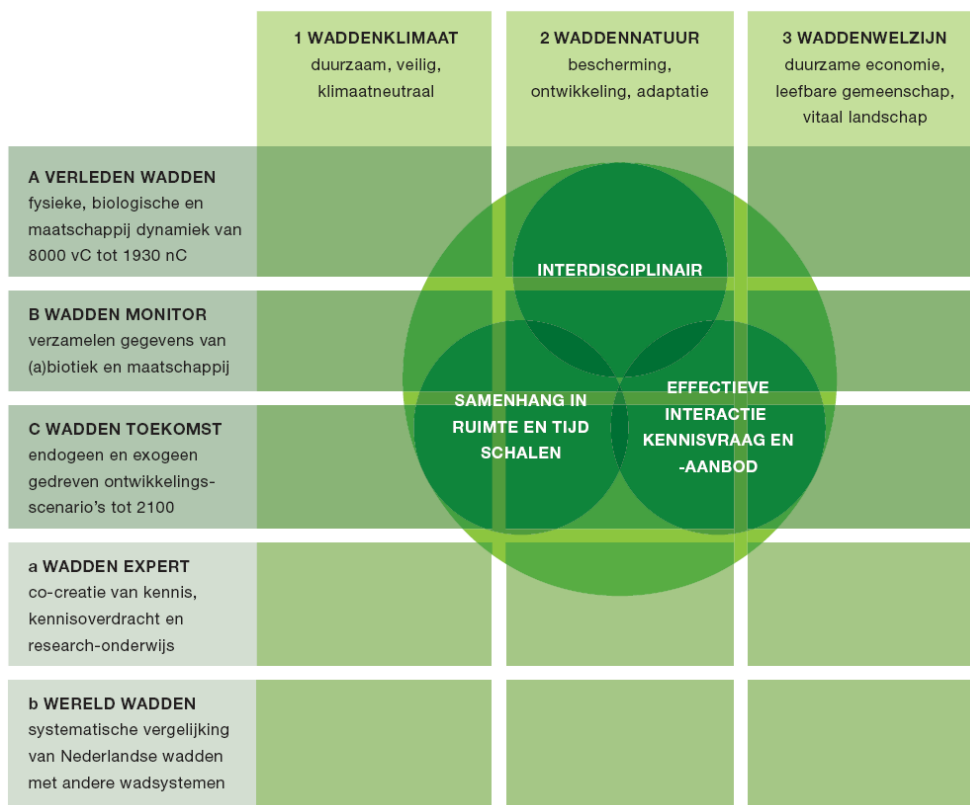 1 WADDENKLIMAAT
duurzaam, veilig,
klimaatneutraal
2 WADDENNATUUR
bescherming,
ontwikkeling, adaptatie
3 WADDENWELZIJN
duurzame economie,
leefbare gemeenschap,
vitaal landschap
A VERLEDEN WADDEN
fysieke, biologische en
maatschappij dynamiek van
8000 vC tot 1930 nC
B WADDEN MONITOR
verzamelen gegevens van
(a)biotiek en maatschappij
C WADDEN TOEKOMST
endogeen en exogeen
gedreven ontwikkelings-
scenario's tot 2100
a WADDEN EXPERT
co-creatie van kennis,
kennisoverdracht en
research-onderwijs
b WERELD WADDEN
systematische vergelijking
van Nederlandse wadden
met andere wadsystemen
INTERDISCIPLINAIR
SAMENHANG IN
RUIMTE EN TIJD
SCHALEN
EFFECTIEVE
INTERACTIE
KENNISVRAAG EN
-AANBOD